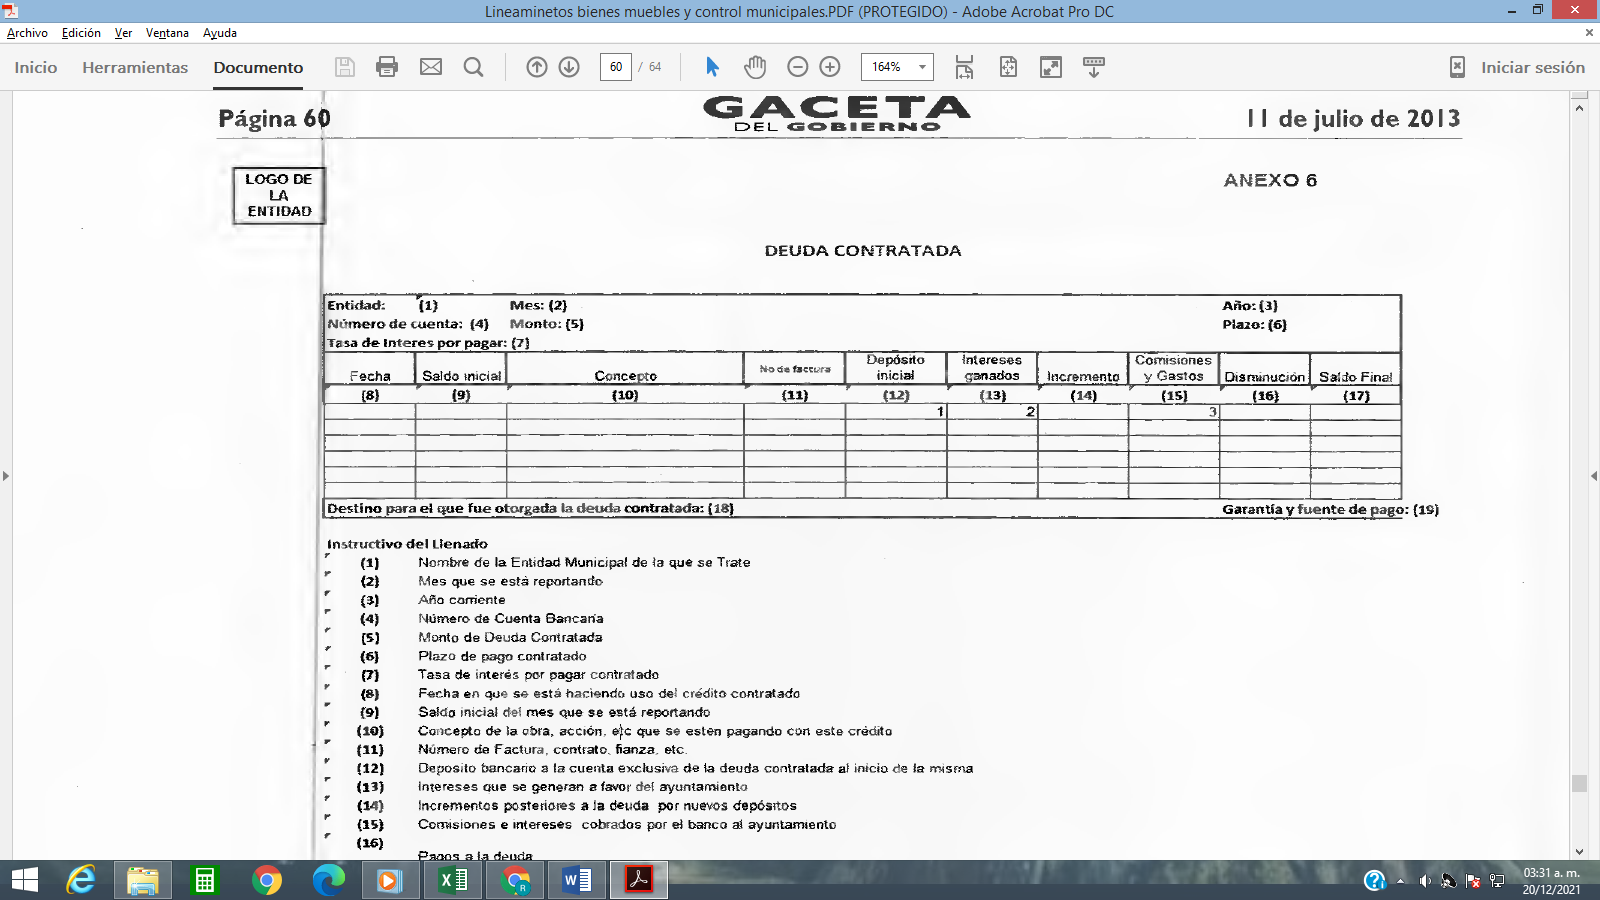 Lineaminetos bienes muebles y control municipales.PDF (PROTEGIDO) - Adobe Acrobat Pro DC
Archivo Edición Ver Ventana Ayuda
Inicio Herramientas Documento 60 / 64 164% Iniciar sesión
Página 60 GACETA DEL GOBIERNO 11 de julio de 2013
LOGO DE LA ENTIDAD
ANEXO 6
DEUDA CONTRATADA
Entidad: (1) Mes: (2) Año: (3)
Número de cuenta: (4) Monto: (5) Plazo: (6)
Tasa de Interes por pagar: (7)
Fecha Saldo inicial Concepto No de factura Depósito inicial Intereses ganados Incremento Comisiones y Gastos Disminución Saldo Final
(8) (9) (10) (11) (12) (13) (14) (15) (16) (17)
1 2 3
Destino para el que fue otorgada la deuda contratada: (18) Garantía y fuente de pago: (19)
Instructivo del Llenado
(1) Nombre de la Entidad Municipal de la que se Trate
(2) Mes que se está reportando
(3) Año corriente
(4) Número de Cuenta Bancaria
(5) Monto de Deuda Contratada
(6) Plazo de pago contratado
(7) Tasa de interés por pagar contratado
(8) Fecha en que se está haciendo uso del crédito contratado
(9) Saldo inicial del mes que se está reportando
(10) Concepto de la obra, acción, etc que se esten pagando con este crédito
(11) Número de Factura, contrato, fianza, etc.
(12) Deposito bancario a la cuenta exclusiva de la deuda contratada al inicio de la misma
(13) Intereses que se generan a favor del ayuntamiento
(14) Incrementos posteriores a la deuda por nuevos depósitos
(15) Comisiones e intereses cobrados por el banco al ayuntamiento
(16)
Pagos a la deuda
03:31 a. m.
20/12/2021